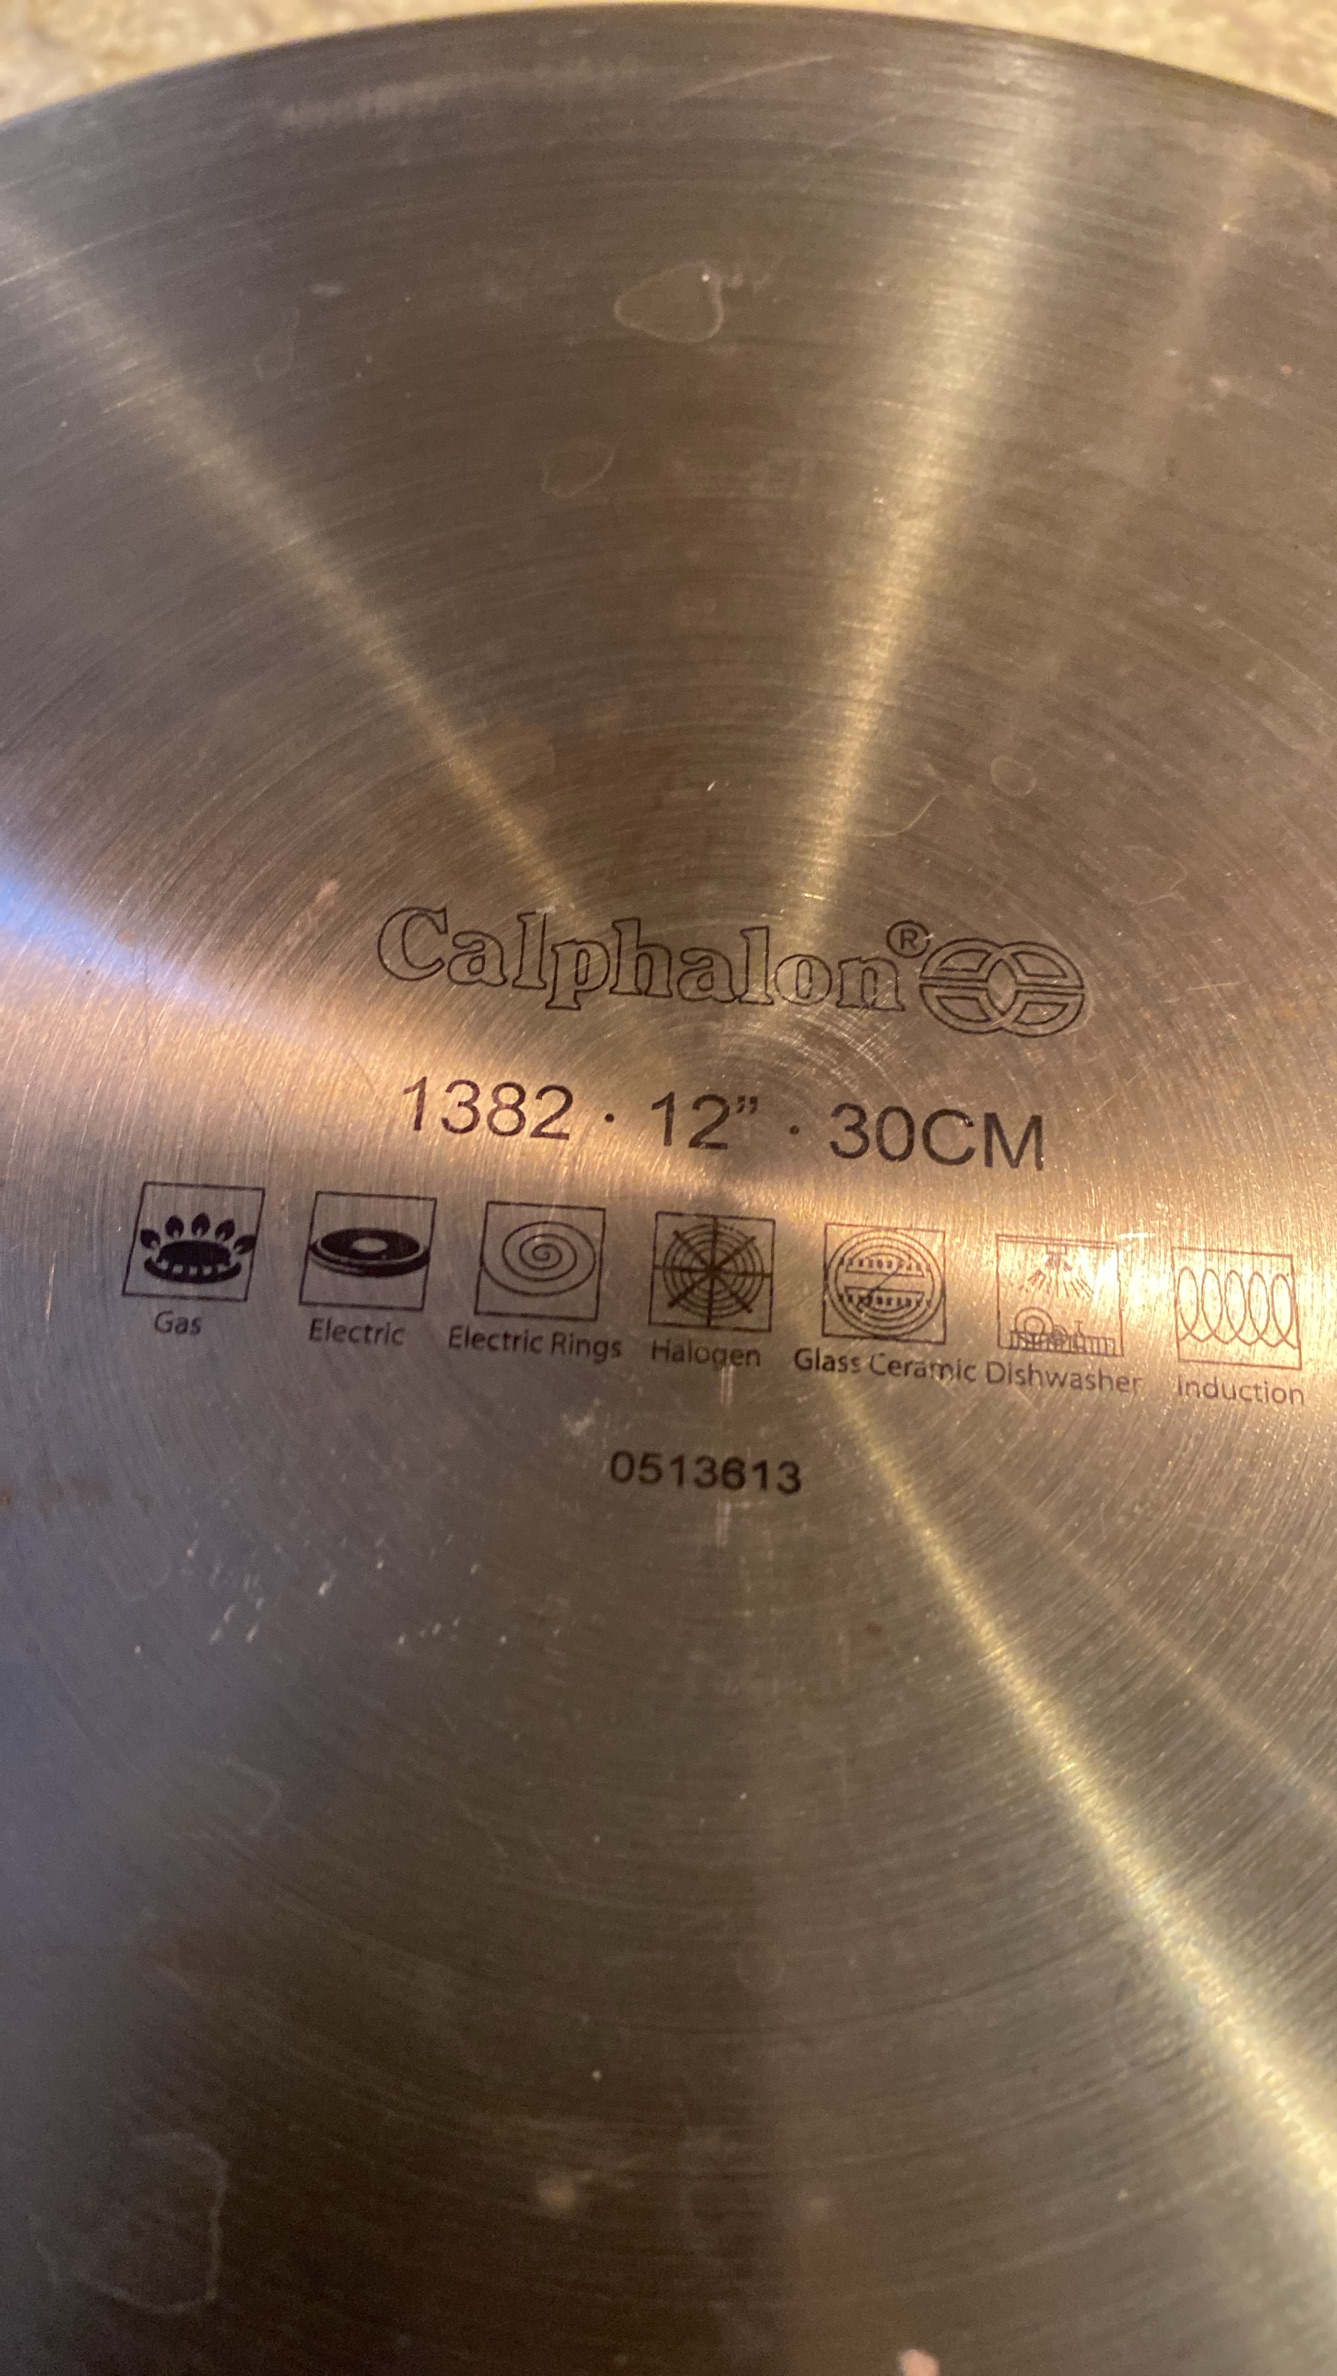 Calphalon®
1382 · 12” · 30CM
Gas Electric Electric Rings Halogen Glass Ceramic Dishwasher Induction
0513613